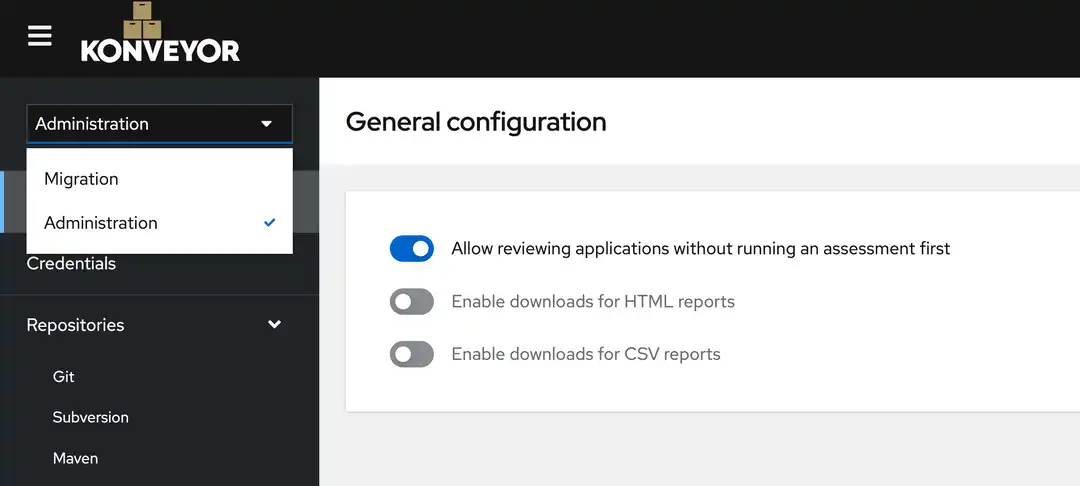 KONVEYOR
Administration
Migration
Administration
Credentials
Repositories
Git
Subversion
Maven
General configuration
Allow reviewing applications without running an assessment first
Enable downloads for HTML reports
Enable downloads for CSV reports